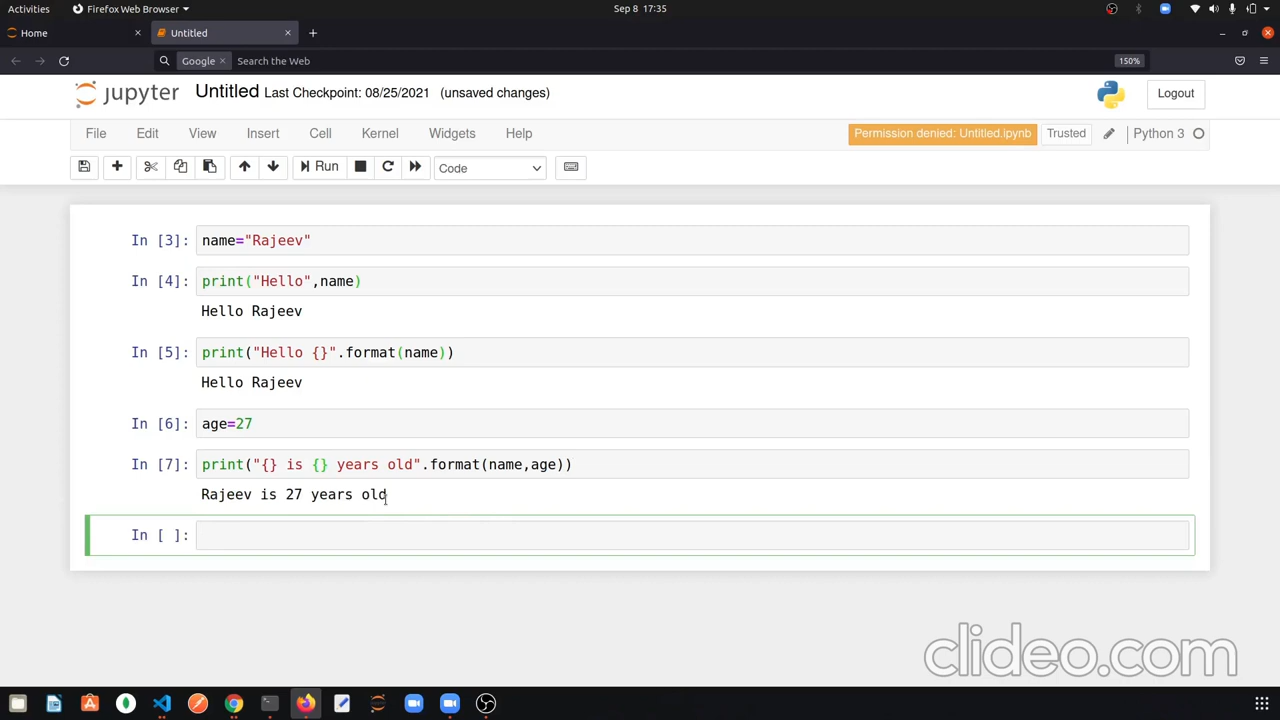 Activities Firefox Web Browser Sep 8 17:35
Home Untitled
Google Search the Web 150%
jupyter Untitled Last Checkpoint: 08/25/2021 (unsaved changes) Logout
File Edit View Insert Cell Kernel Widgets Help Permission denied: Untitled.ipynb Trusted Python 3
Run Code
In [3]: name="Rajeev"
In [4]: print("Hello",name)
Hello Rajeev
In [5]: print("Hello {}".format(name))
Hello Rajeev
In [6]: age=27
In [7]: print("{} is {} years old".format(name,age))
Rajeev is 27 years old
In [ ]:
clideo.com